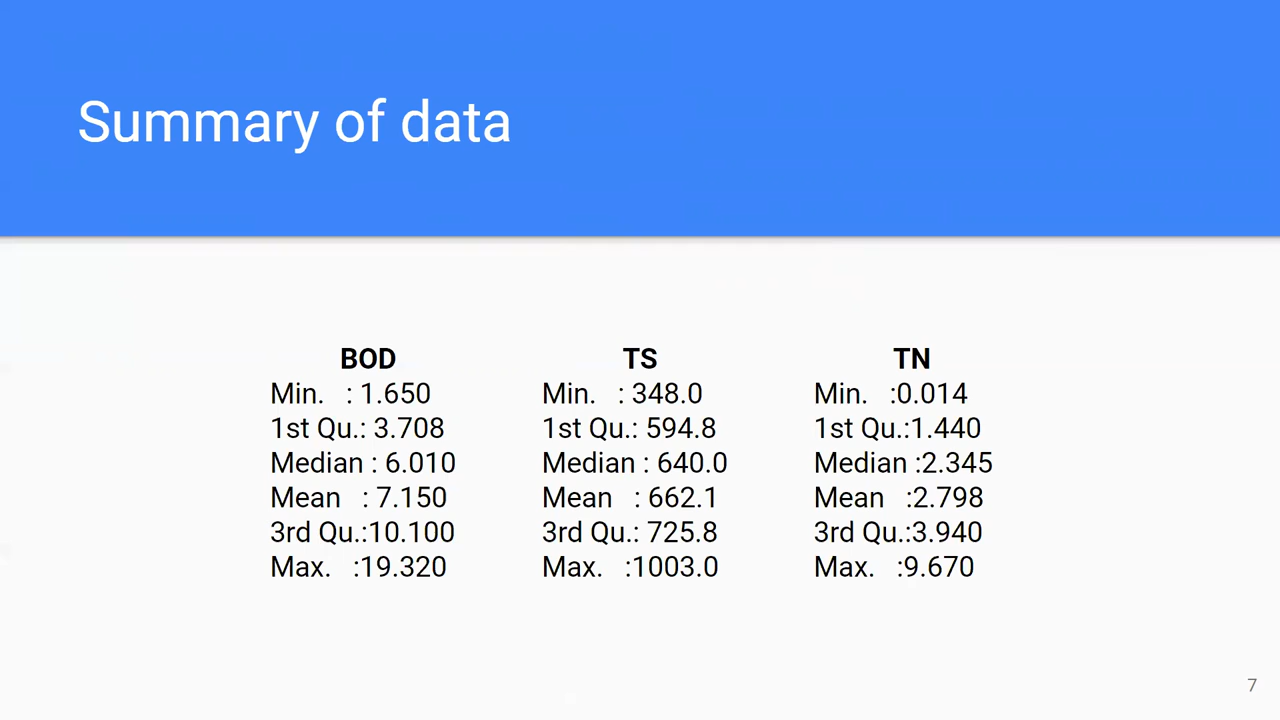 Summary of data
BOD
Min.   : 1.650
1st Qu.: 3.708
Median : 6.010
Mean   : 7.150
3rd Qu.:10.100
Max.   :19.320
TS
Min.   : 348.0
1st Qu.: 594.8
Median : 640.0
Mean   : 662.1
3rd Qu.: 725.8
Max.   :1003.0
TN
Min.   :0.014
1st Qu.:1.440
Median :2.345
Mean   :2.798
3rd Qu.:3.940
Max.   :9.670
7